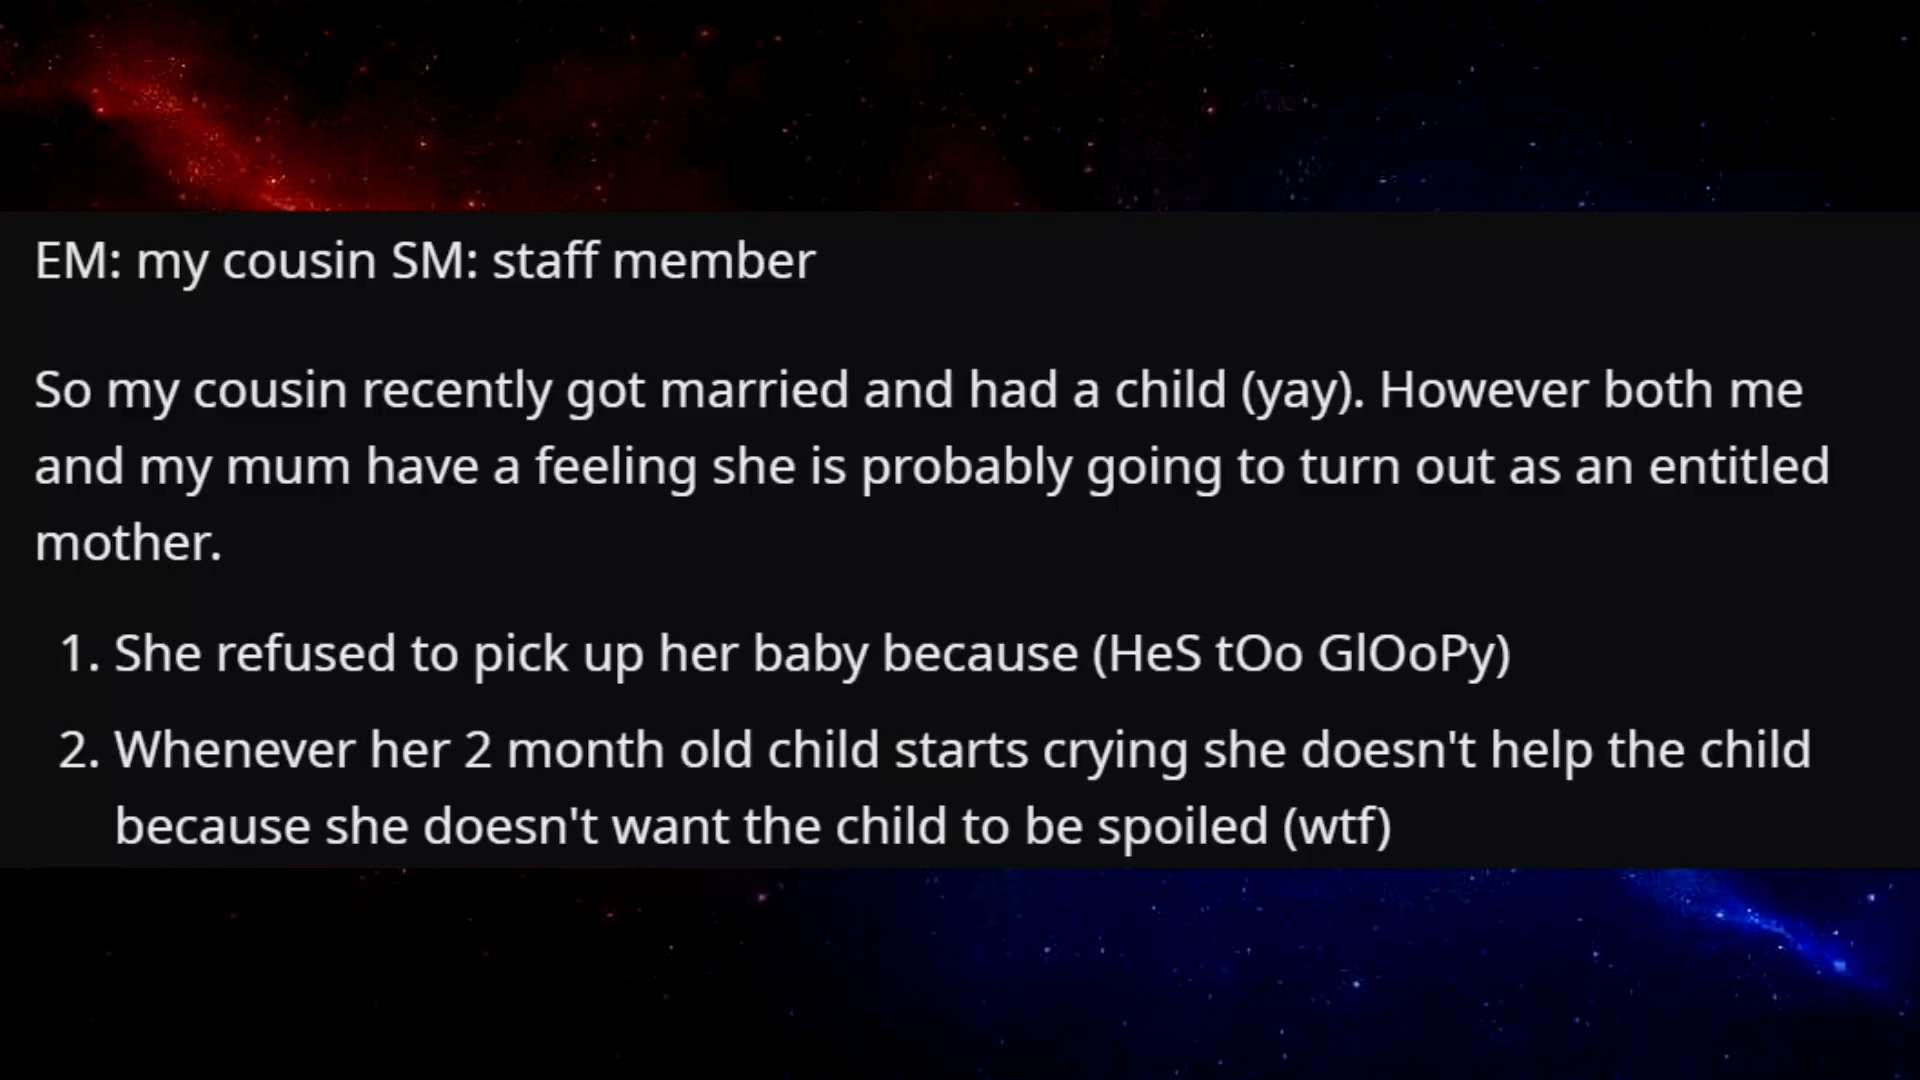 EM: my cousin SM: staff member
So my cousin recently got married and had a child (yay). However both me
and my mum have a feeling she is probably going to turn out as an entitled
mother.
1. She refused to pick up her baby because (HeS tOo GlOoPy)
2. Whenever her 2 month old child starts crying she doesn't help the child
because she doesn't want the child to be spoiled (wtf)